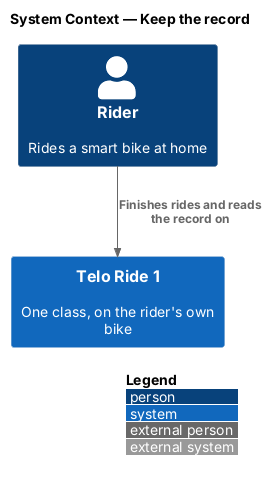 System Context — Keep the record
Rider
Rides a smart bike at home
Finishes rides and reads
the record on
Telo Ride 1
One class, on the rider's own
bike
Legend
person
system
external person
external system